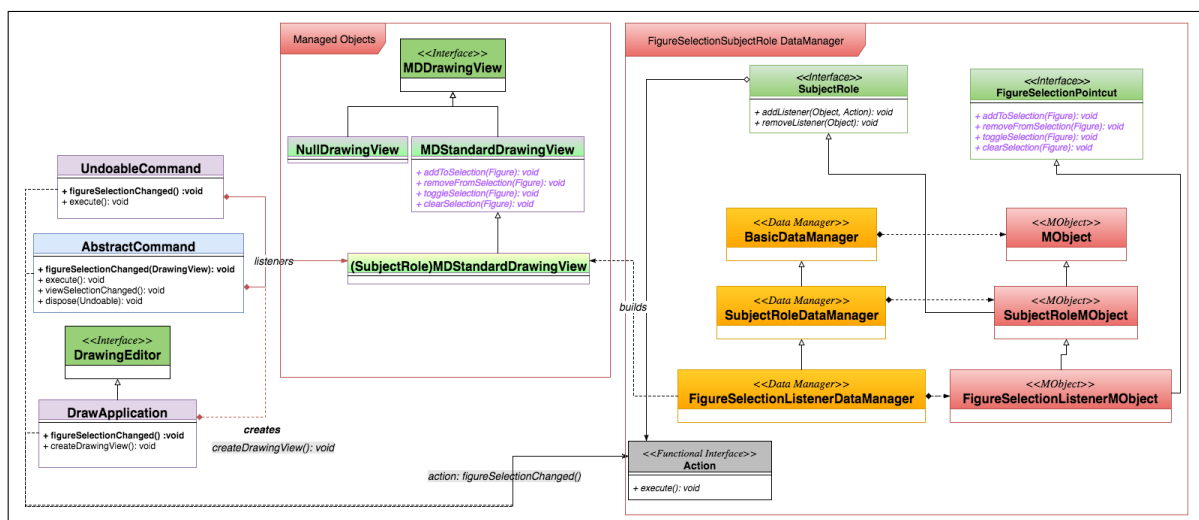 Managed Objects
<<Interface>>
MDDrawingView
NullDrawingView
MDStandardDrawingView
+ addToSelection(Figure): void
+ removeFromSelection(Figure): void
+ toggleSelection(Figure): void
+ clearSelection(Figure): void
(SubjectRole)MDStandardDrawingView
UndoableCommand
+ figureSelectionChanged() :void
+ execute(): void
AbstractCommand
+ figureSelectionChanged(DrawingView): void
+ execute(): void
+ viewSelectionChanged(): void
+ dispose(Undoable): void
listeners
<<Interface>>
DrawingEditor
DrawApplication
+ figureSelectionChanged() :void
+ createDrawingView(): void
creates
createDrawingView(): void
action: figureSelectionChanged()
builds
FigureSelectionSubjectRole DataManager
<<Interface>>
SubjectRole
+ addListener(Object, Action): void
+ removeListener(Object): void
<<Interface>>
FigureSelectionPointcut
+ addToSelection(Figure): void
+ removeFromSelection(Figure): void
+ toggleSelection(Figure): void
+ clearSelection(Figure): void
<<Data Manager>>
BasicDataManager
<<MObject>>
MObject
<<Data Manager>>
SubjectRoleDataManager
<<MObject>>
SubjectRoleMObject
<<Data Manager>>
FigureSelectionListenerDataManager
<<MObject>>
FigureSelectionListenerMObject
<<Functional Interface>>
Action
+ execute(): void